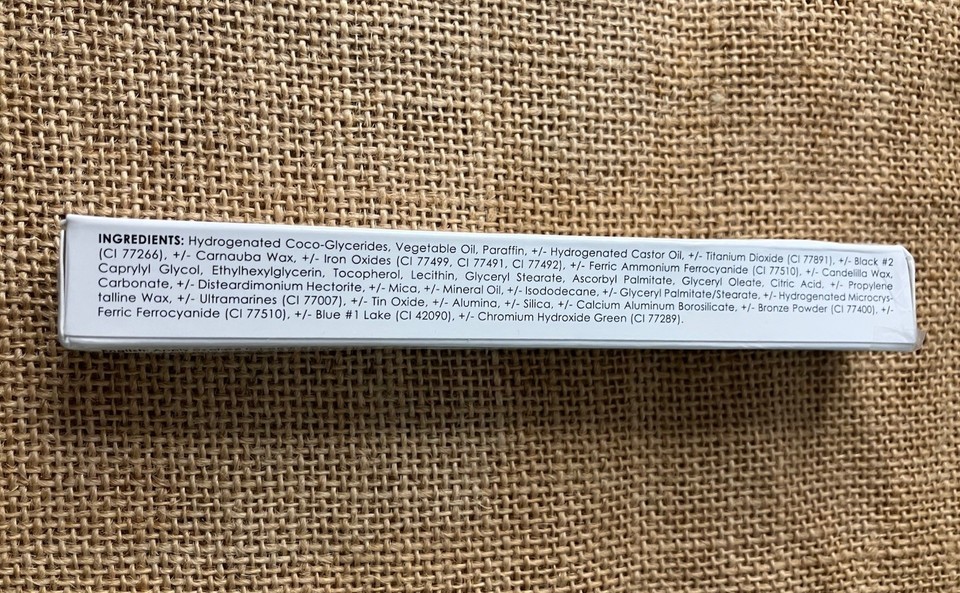 INGREDIENTS: Hydrogenated Coco-Glycerides, Vegetable Oil, Paraffin, +/- Hydrogenated Castor Oil, +/- Titanium Dioxide (CI 77891), +/- Black #2
(CI 77266), +/- Carnauba Wax, +/- Iron Oxides (CI 77499, CI 77491, CI 77492), +/- Ferric Ammonium Ferrocyanide (CI 77510), +/- Candelilla Wax,
Caprylyl Glycol, Ethylhexylglycerin, Tocopherol, Lecithin, Glyceryl Stearate, Ascorbyl Palmitate, Glyceryl Oleate, Citric Acid, +/- Propylene
Carbonate, +/- Disteardimonium Hectorite, +/- Mica, +/- Mineral Oil, +/- Isododecane, +/- Glyceryl Palmitate/Stearate, +/- Hydrogenated Microcrys-
talline Wax, +/- Ultramarines (CI 77007), +/- Tin Oxide, +/- Alumina, +/- Silica, +/- Calcium Aluminum Borosilicate, +/- Bronze Powder (CI 77400), +/-
Ferric Ferrocyanide (CI 77510), +/- Blue #1 Lake (CI 42090), +/- Chromium Hydroxide Green (CI 77289).